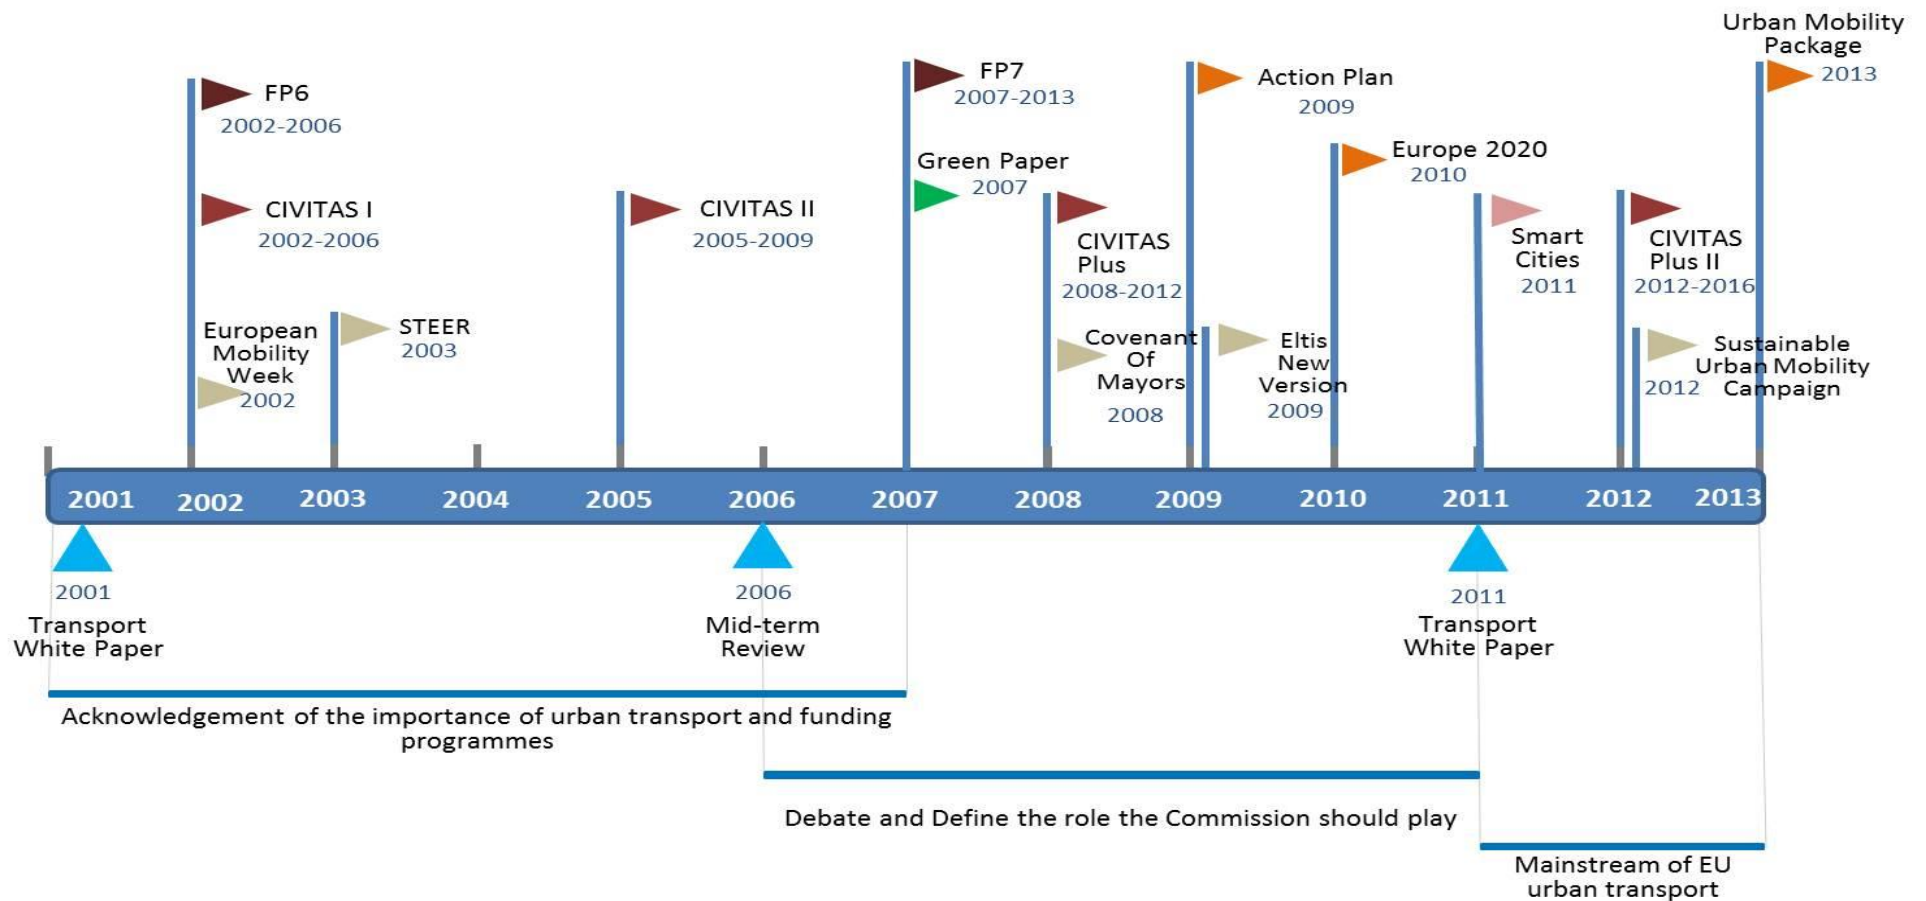 FP6
2002-2006
CIVITAS I
2002-2006
European
Mobility
Week
2002
STEER
2003
CIVITAS II
2005-2009
FP7
2007-2013
Green Paper
2007
CIVITAS
Plus
2008-2012
Covenant
Of
Mayors
2008
Action Plan
2009
Eltis
New
Version
2009
Europe 2020
2010
Smart
Cities
2011
CIVITAS
Plus II
2012-2016
Sustainable
Urban Mobility
Campaign
2012
Urban Mobility
Package
2013
2001 2002 2003 2004 2005 2006 2007 2008 2009 2010 2011 2012 2013
2001
Transport
White Paper
2006
Mid-term
Review
2011
Transport
White Paper
Acknowledgement of the importance of urban transport and funding
programmes
Debate and Define the role the Commission should play
Mainstream of EU
urban transport